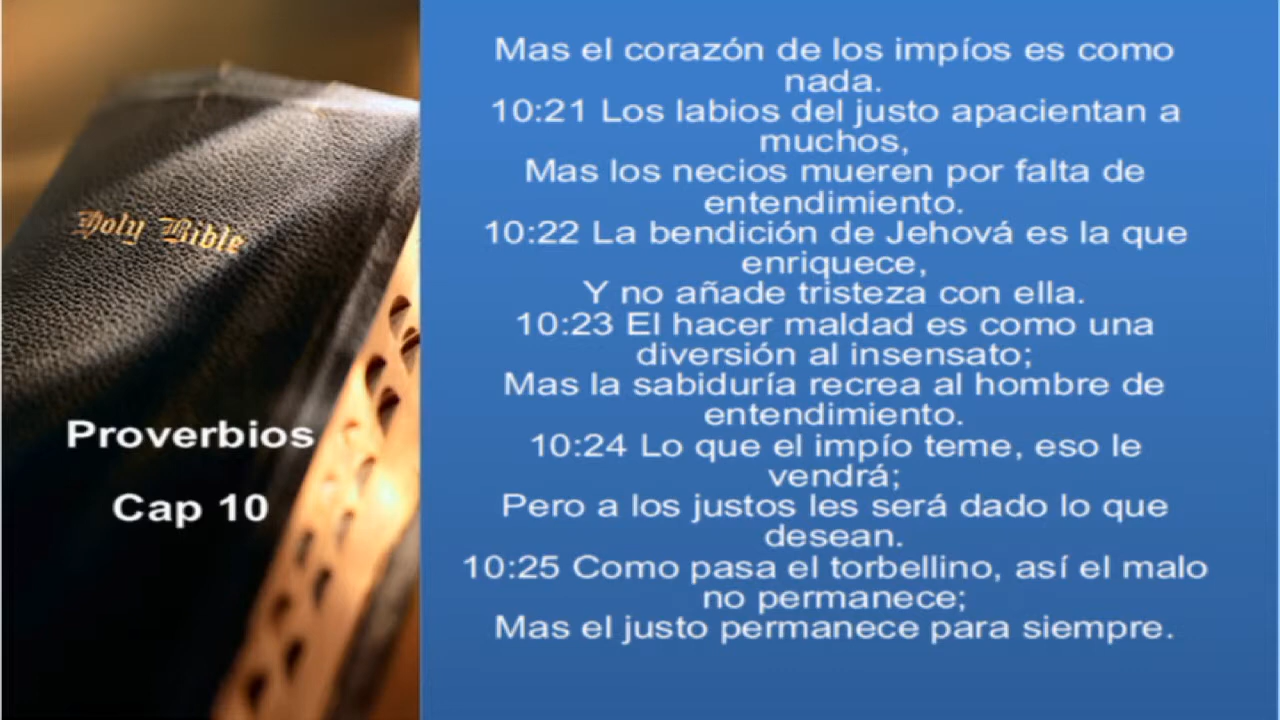 Holy Bible
Proverbios
Cap 10
Mas el corazón de los impíos es como
nada.
10:21 Los labios del justo apacientan a
muchos,
Mas los necios mueren por falta de
entendimiento.
10:22 La bendición de Jehová es la que
enriquece,
Y no añade tristeza con ella.
10:23 El hacer maldad es como una
diversión al insensato;
Mas la sabiduría recrea al hombre de
entendimiento.
10:24 Lo que el impío teme, eso le
vendrá;
Pero a los justos les será dado lo que
desean.
10:25 Como pasa el torbellino, así el malo
no permanece;
Mas el justo permanece para siempre.